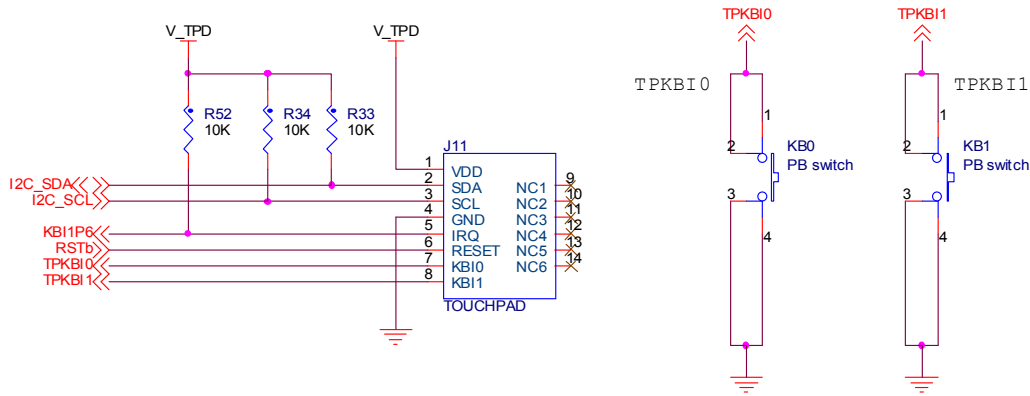 V_TPD
V_TPD
R52
10K
R34
10K
R33
10K
I2C_SDA
I2C_SCL
KBI1P6
RSTb
TPKBI0
TPKBI1
J11
1 VDD
2 SDA NC1 9
3 SCL NC2 10
4 GND NC3 11
5 IRQ NC4 12
6 RESET NC5 13
7 KBI0 NC6 14
8 KBI1
TOUCHPAD
TPKBI0
TPKBI0
1
2
KB0
PB switch
3
4
TPKBI1
TPKBI1
1
2
KB1
PB switch
3
4